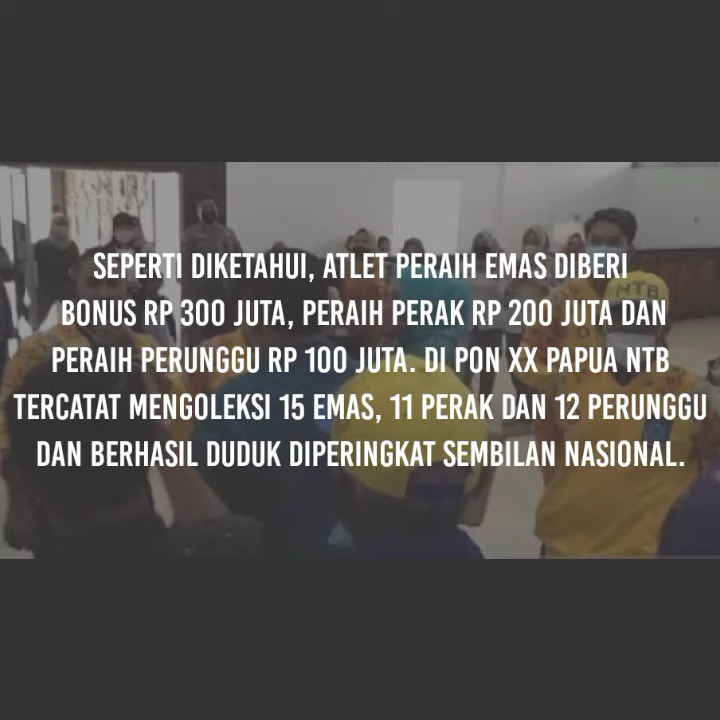 SEPERTI DIKETAHUI, ATLET PERAIH EMAS DIBERI
BONUS RP 300 JUTA, PERAIH PERAK RP 200 JUTA DAN
PERAIH PERUNGGU RP 100 JUTA. DI PON XX PAPUA NTB
TERCATAT MENGOLEKSI 15 EMAS, 11 PERAK DAN 12 PERUNGGU
DAN BERHASIL DUDUK DIPERINGKAT SEMBILAN NASIONAL.
NTB